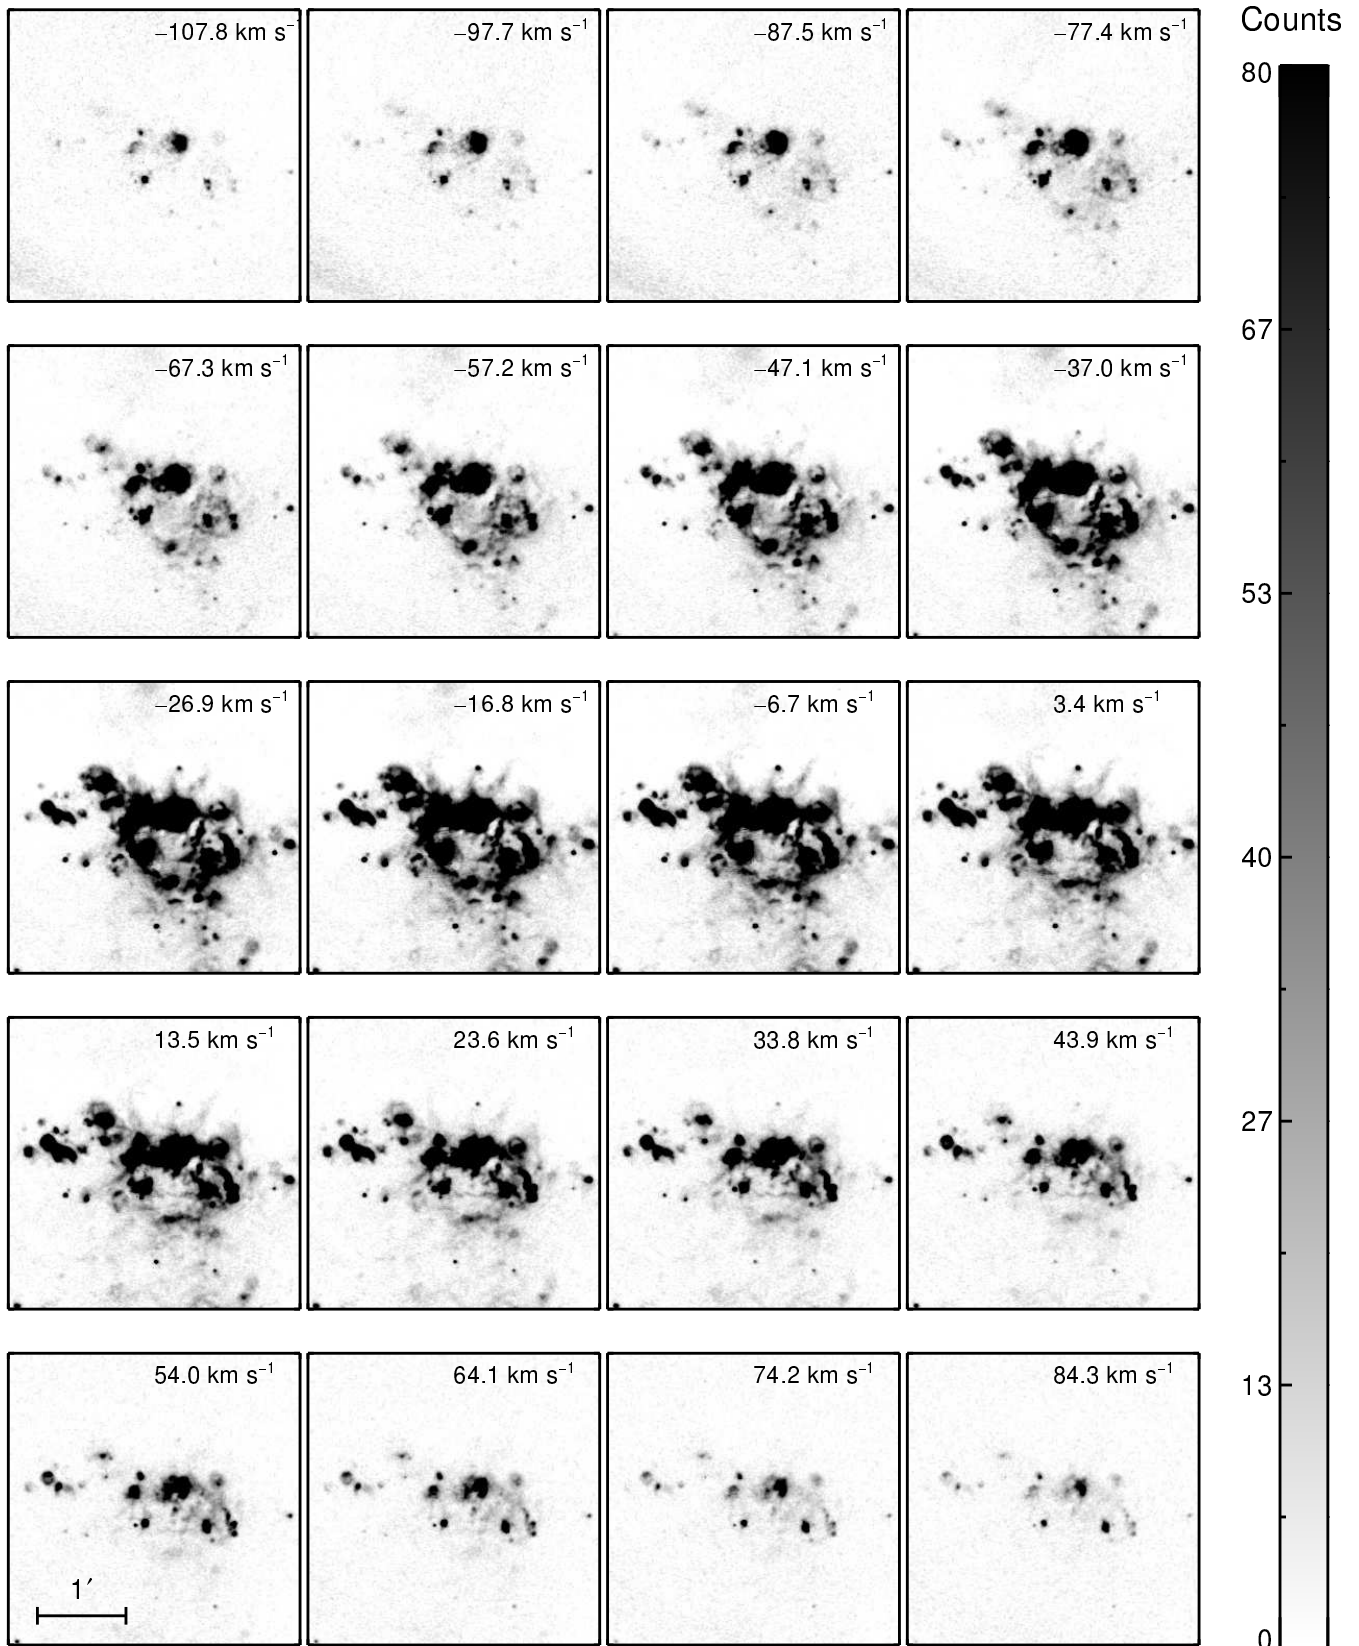 −107.8 km s⁻¹
−97.7 km s⁻¹
−87.5 km s⁻¹
−77.4 km s⁻¹
Counts
80
−67.3 km s⁻¹
−57.2 km s⁻¹
−47.1 km s⁻¹
−37.0 km s⁻¹
67
53
−26.9 km s⁻¹
−16.8 km s⁻¹
−6.7 km s⁻¹
3.4 km s⁻¹
40
13.5 km s⁻¹
23.6 km s⁻¹
33.8 km s⁻¹
43.9 km s⁻¹
27
54.0 km s⁻¹
64.1 km s⁻¹
74.2 km s⁻¹
84.3 km s⁻¹
13
1′
0